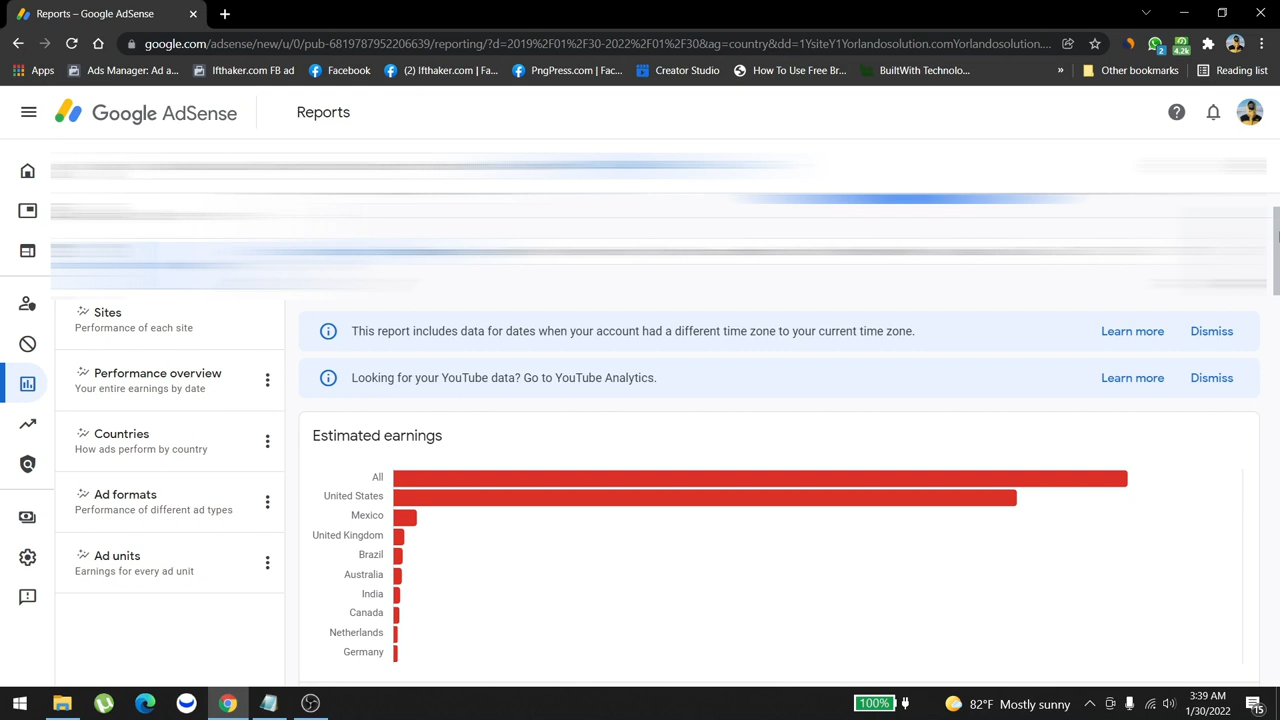 Reports – Google AdSense
google.com/adsense/new/u/0/pub-6819787952206639/reporting/?d=2019%2F01%2F30-2022%2F01%2F30&ag=country&dd=1YsiteY1Yorlandosolution.comYorlandosolution....
2
4.2k
Apps
Ads Manager: Ad a...
Ifthaker.com FB ad
Facebook
(2) Ifthaker.com | Fa...
PngPress.com | Fac...
Creator Studio
How To Use Free Br...
BuiltWith Technolo...
»
Other bookmarks
Reading list
Google AdSense
Reports
Sites
Performance of each site
Performance overview
Your entire earnings by date
Countries
How ads perform by country
Ad formats
Performance of different ad types
Ad units
Earnings for every ad unit
This report includes data for dates when your account had a different time zone to your current time zone.
Learn more
Dismiss
Looking for your YouTube data? Go to YouTube Analytics.
Learn more
Dismiss
Estimated earnings
All
United States
Mexico
United Kingdom
Brazil
Australia
India
Canada
Netherlands
Germany
100%
82°F Mostly sunny
3:39 AM
1/30/2022
15